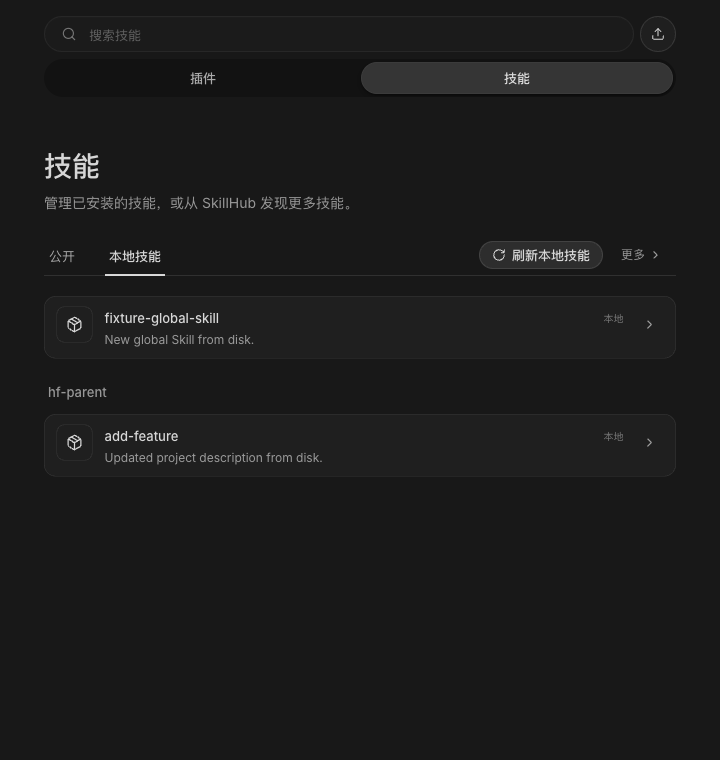 搜索技能
插件
技能
技能
管理已安装的技能，或从 SkillHub 发现更多技能。
公开
本地技能
刷新本地技能
更多
fixture-global-skill
本地
New global Skill from disk.
hf-parent
add-feature
本地
Updated project description from disk.